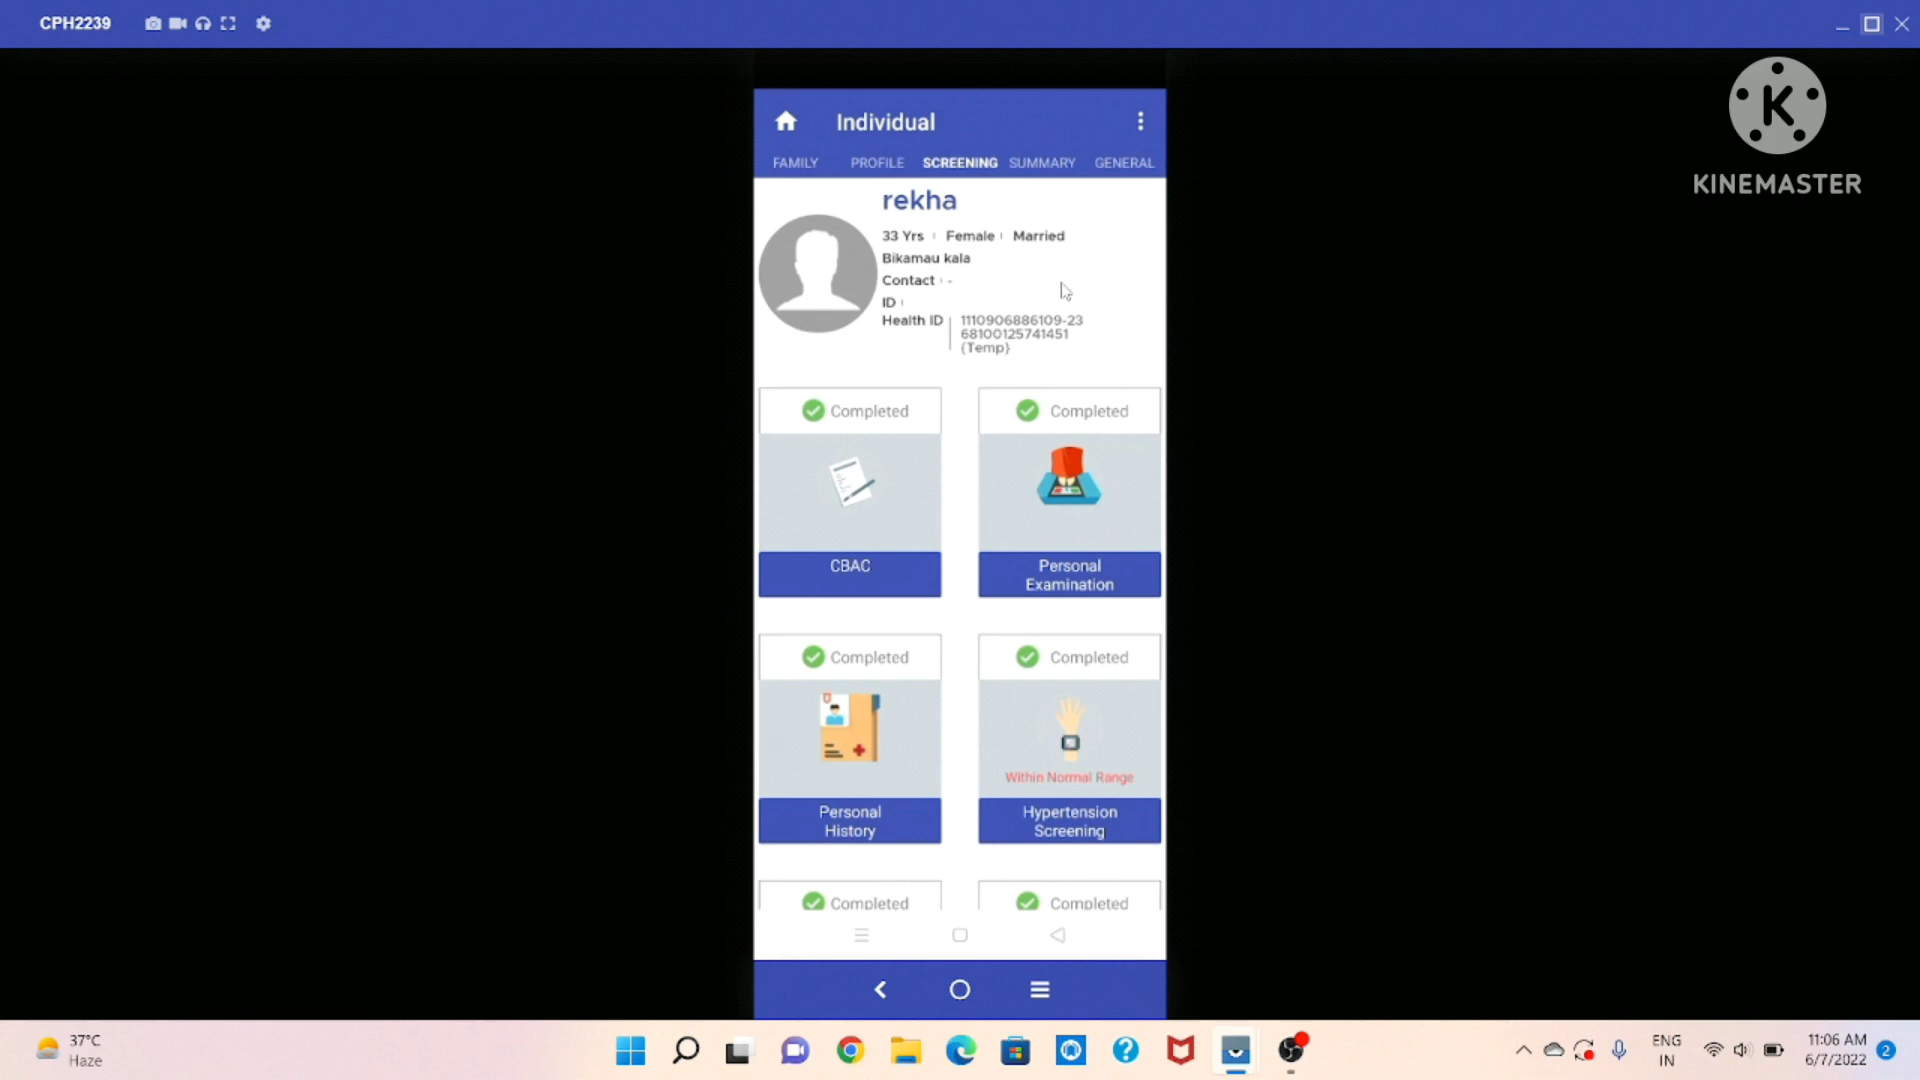 CPH2239
KINEMASTER
Individual
FAMILY PROFILE SCREENING SUMMARY GENERAL
rekha
33 Yrs Female Married
Bikamau kala
Contact -
ID
Health ID 1110906886109-23
68100125741451
(Temp)
Completed Completed
CBAC Personal
Examination
Completed Completed
Within Normal Range
Personal Hypertension
History Screening
Completed Completed
37°C
Haze
ENG
IN
11:06 AM
6/7/2022
2